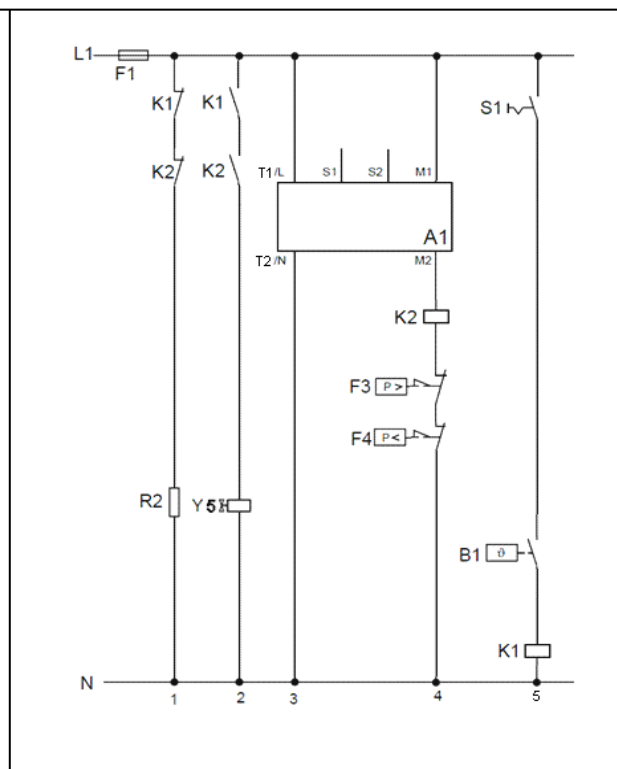 L1
F1
K1 K1
S1
K2 K2
T1/L S1 S2 M1
A1
T2/N M2
K2
F3 P>
F4 P<
R2 Y5
B1 ϑ
K1
N
1 2 3 4 5